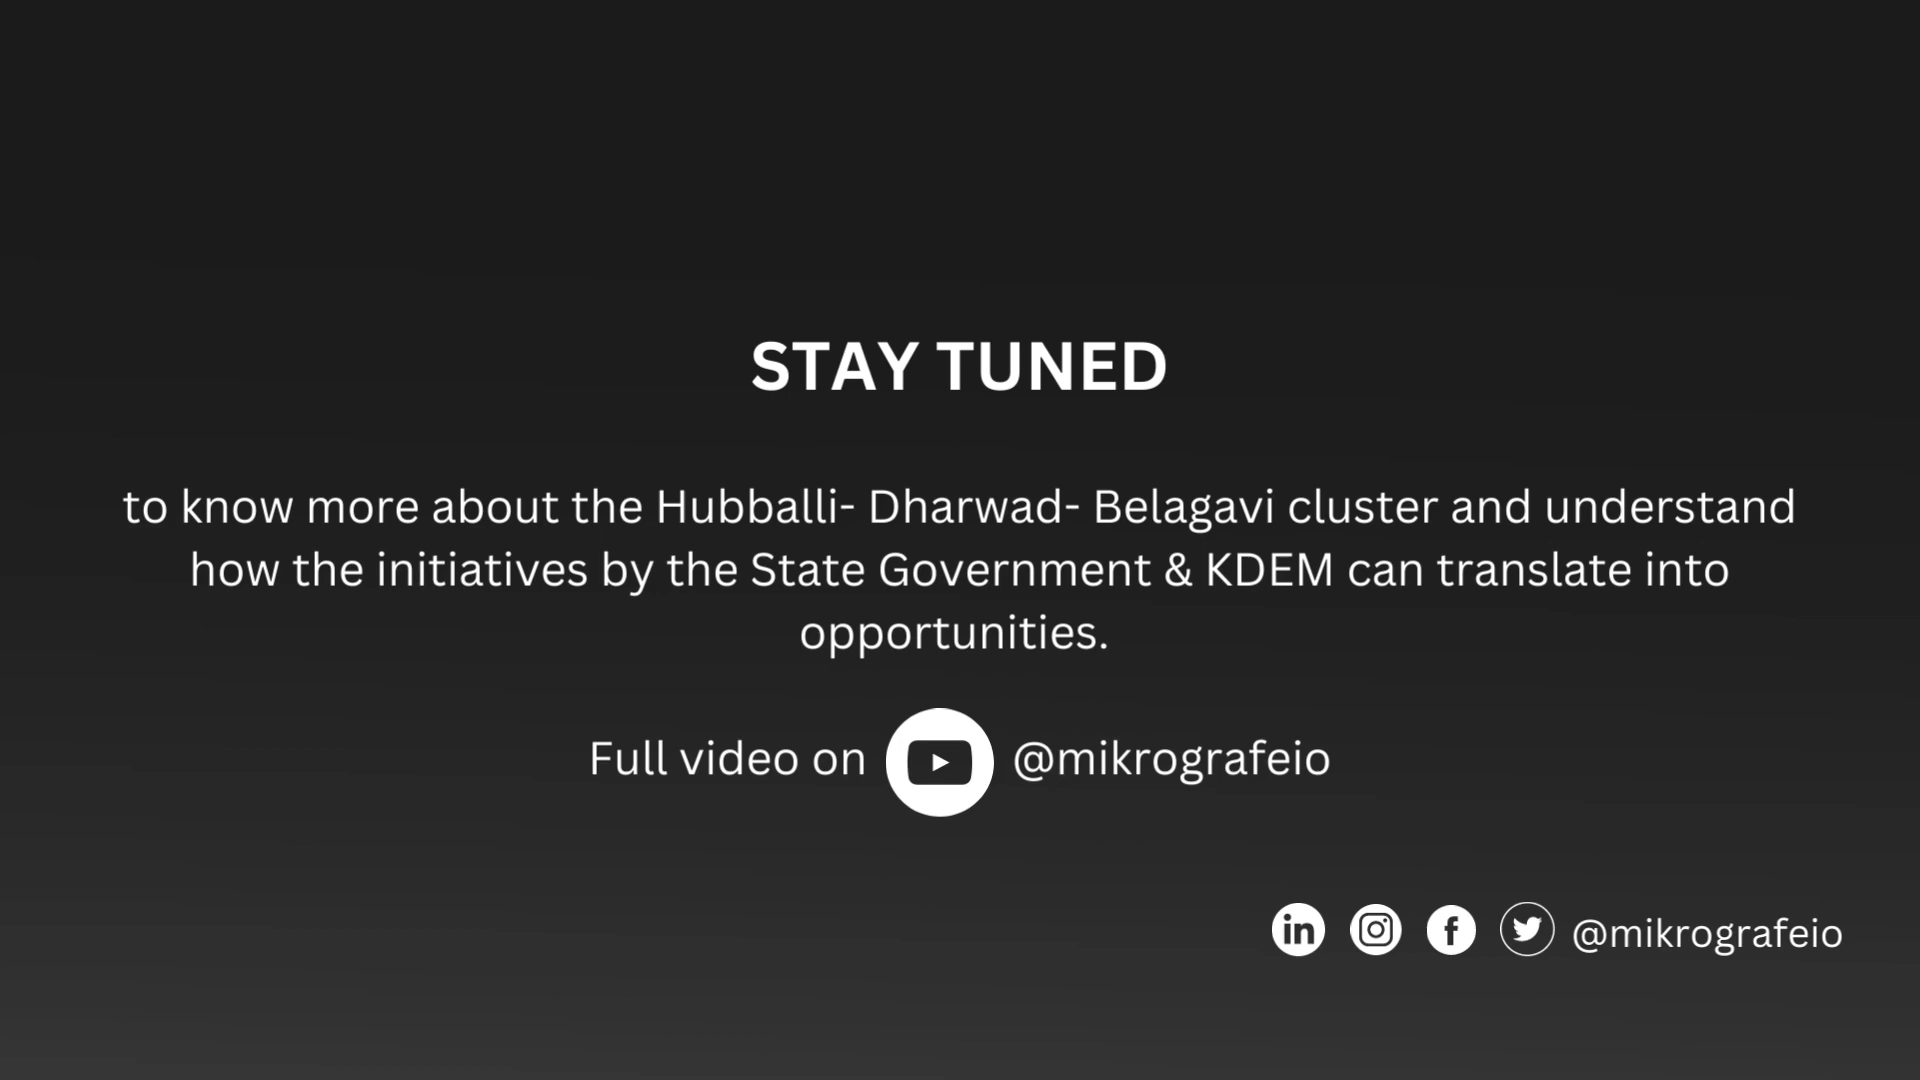 STAY TUNED
to know more about the Hubballi- Dharwad- Belagavi cluster and understand
how the initiatives by the State Government & KDEM can translate into
opportunities.
Full video on @mikrografeio
@mikrografeio